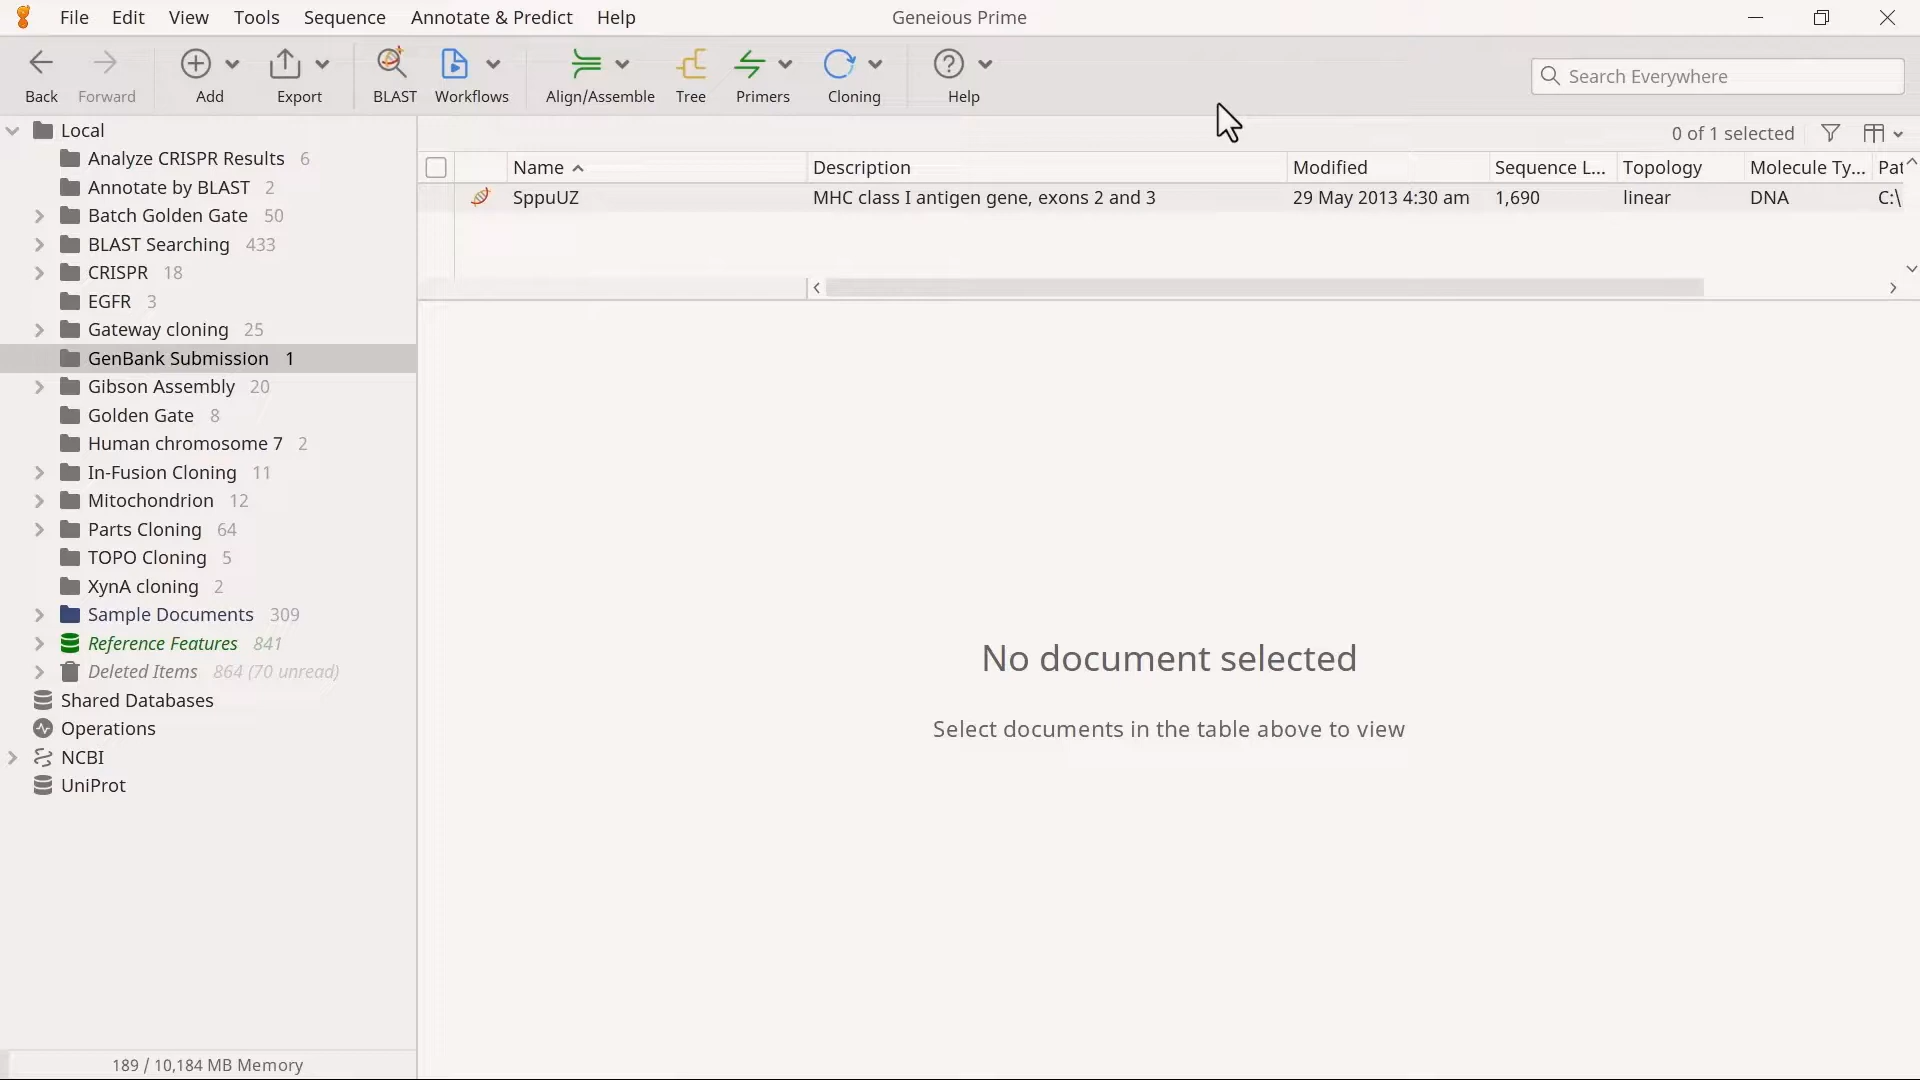 File Edit View Tools Sequence Annotate & Predict Help Geneious Prime
Back Forward Add Export BLAST Workflows Align/Assemble Tree Primers Cloning Help Search Everywhere
Local
Analyze CRISPR Results 6
Annotate by BLAST 2
Batch Golden Gate 50
BLAST Searching 433
CRISPR 18
EGFR 3
Gateway cloning 25
GenBank Submission 1
Gibson Assembly 20
Golden Gate 8
Human chromosome 7 2
In-Fusion Cloning 11
Mitochondrion 12
Parts Cloning 64
TOPO Cloning 5
XynA cloning 2
Sample Documents 309
Reference Features 841
Deleted Items 864 (70 unread)
Shared Databases
Operations
NCBI
UniProt
189 / 10,184 MB Memory
0 of 1 selected
Name Description Modified Sequence L... Topology Molecule Ty... Pat
SppuUZ MHC class I antigen gene, exons 2 and 3 29 May 2013 4:30 am 1,690 linear DNA C:\
No document selected
Select documents in the table above to view